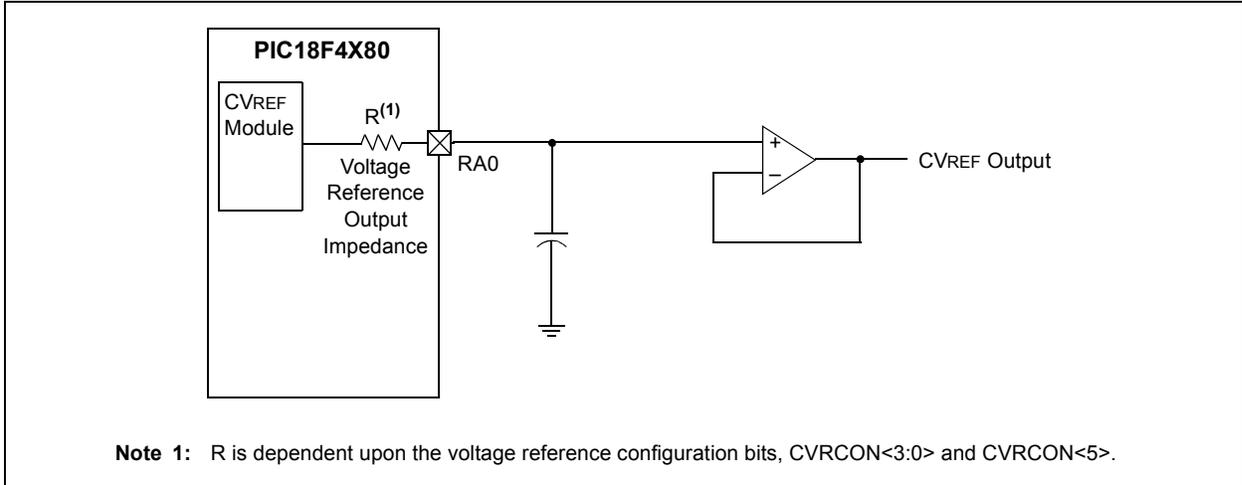 PIC18F4X80
CVREF
Module
R(1)
Voltage
Reference
Output
Impedance
RA0
+
–
CVREF Output
Note 1: R is dependent upon the voltage reference configuration bits, CVRCON<3:0> and CVRCON<5>.